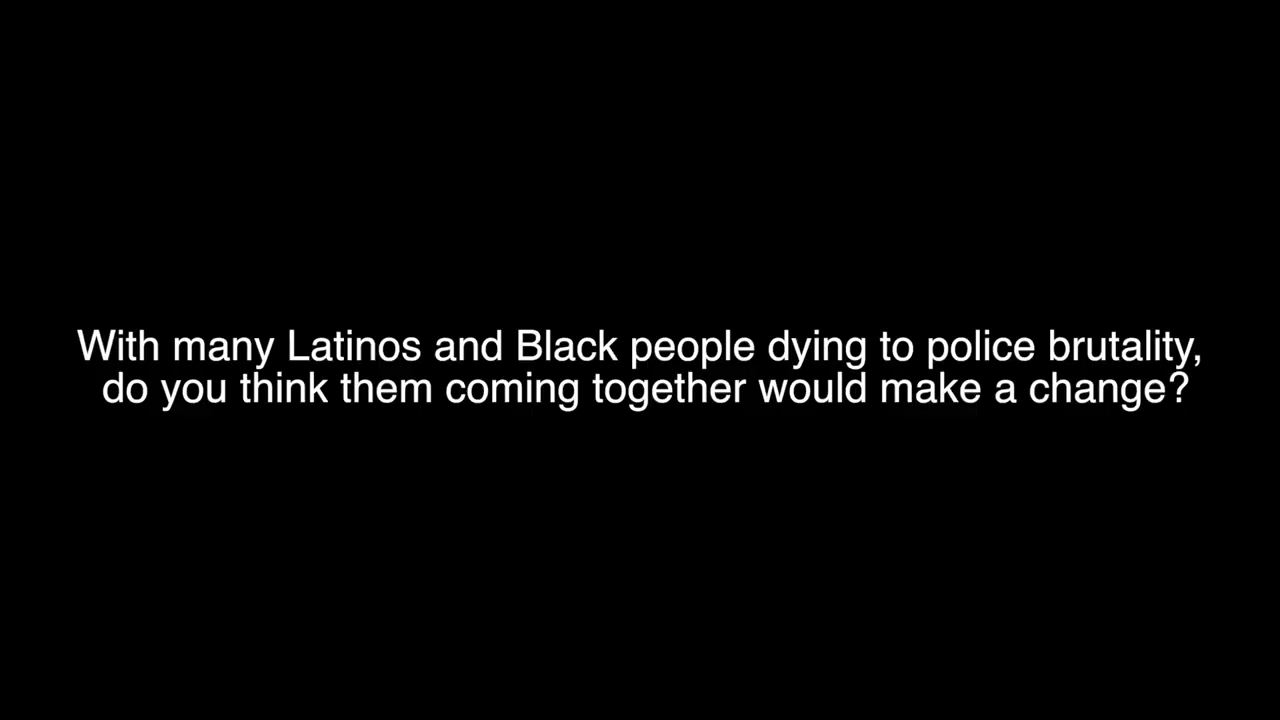 With many Latinos and Black people dying to police brutality,
do you think them coming together would make a change?